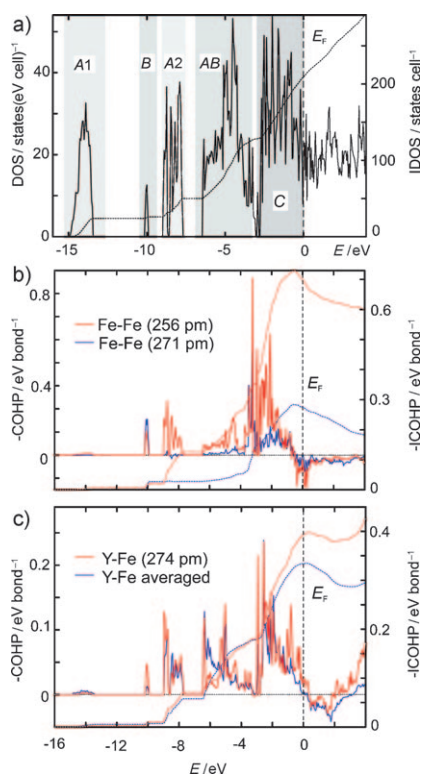 a)
A1 B A2 AB C E_F
DOS / states(eV cell)⁻¹
40
20
0
IDOS / states cell⁻¹
200
100
0
-15 -10 -5 0
E /eV
b)
Fe-Fe (256 pm)
Fe-Fe (271 pm)
E_F
-COHP / eV bond⁻¹
0.8
0.4
0
-ICOHP / eV bond⁻¹
0.6
0.3
0
c)
Y-Fe (274 pm)
Y-Fe averaged
E_F
-COHP / eV bond⁻¹
0.2
0.1
0
-ICOHP / eV bond⁻¹
0.4
0.2
0
-16 -12 -8 -4 0
E /eV